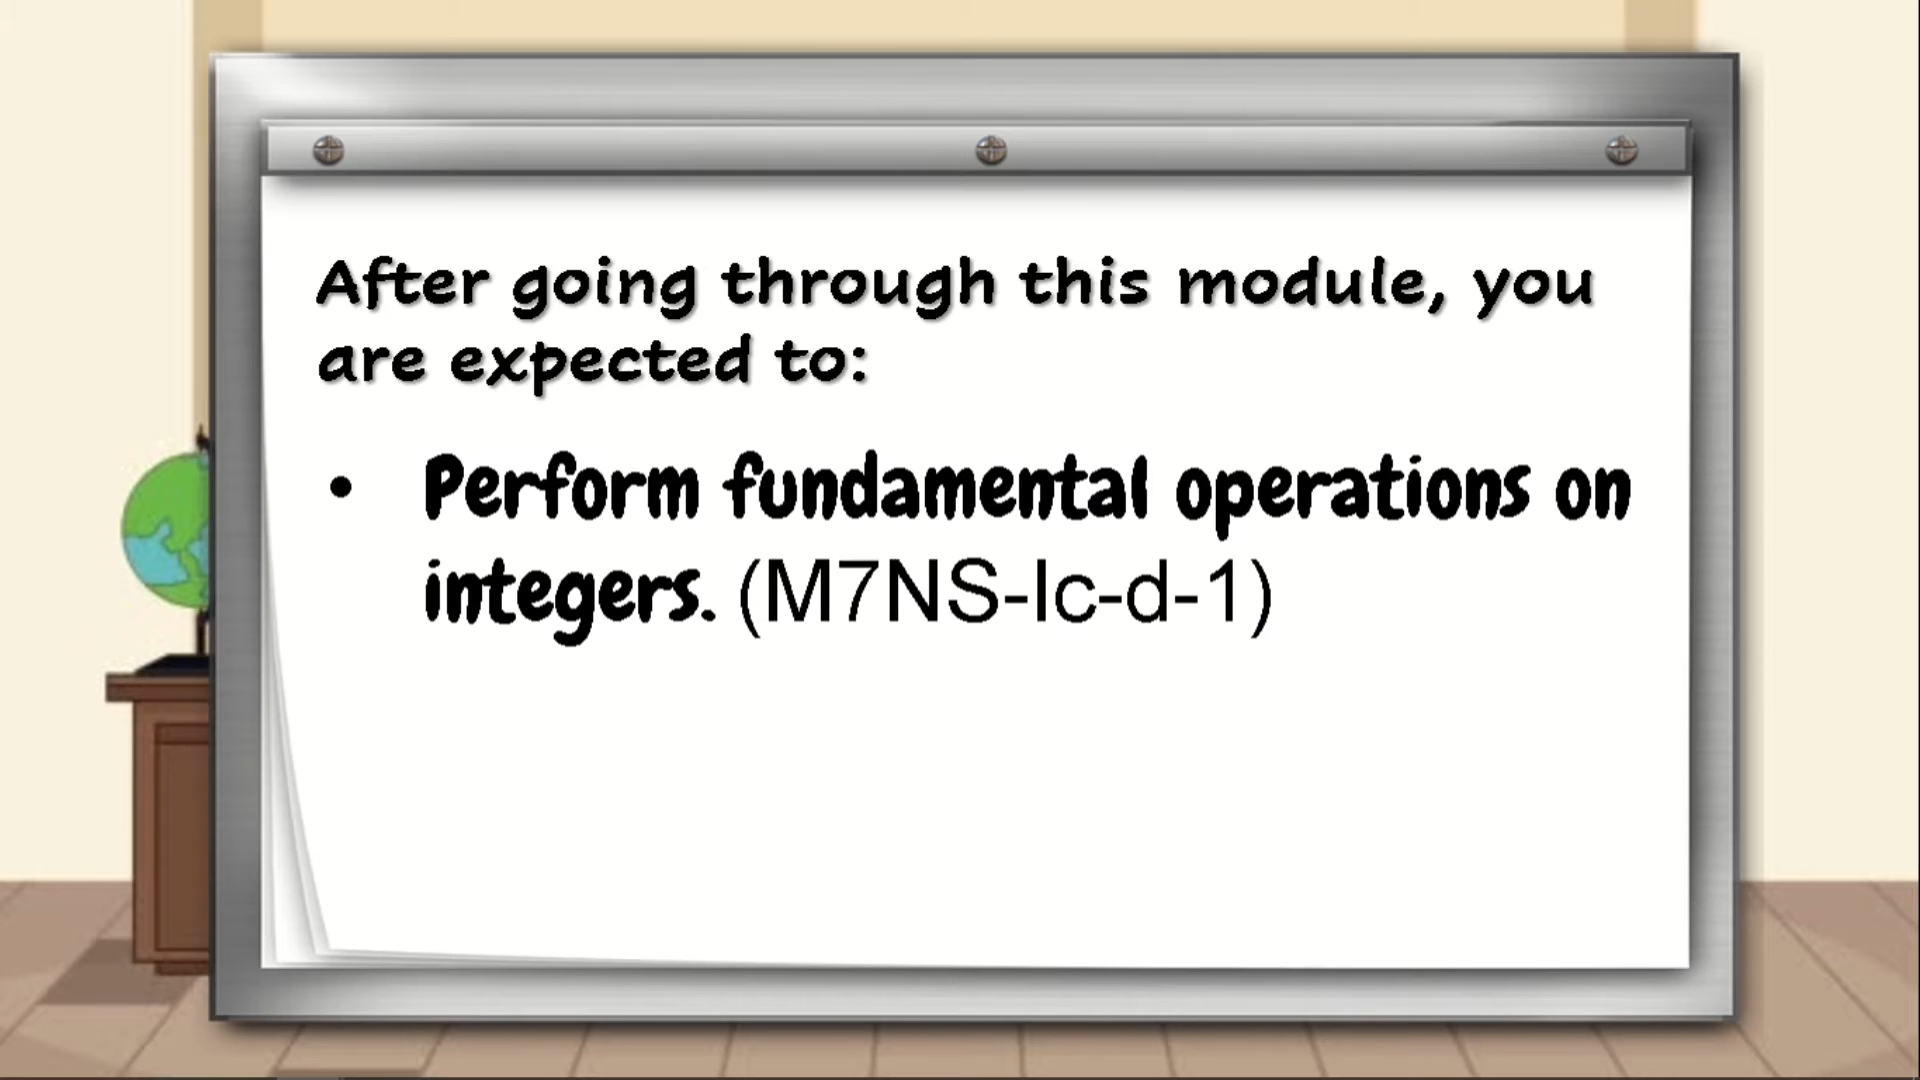 After going through this module, you
are expected to:
• Perform fundamental operations on
integers. (M7NS-Ic-d-1)